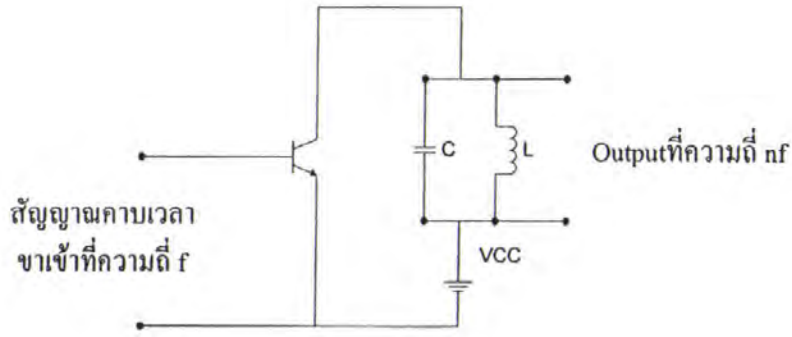 C
L
Outputที่ความถี่ nf
สัญญาณคาบเวลา
ขาเข้าที่ความถี่ f
VCC